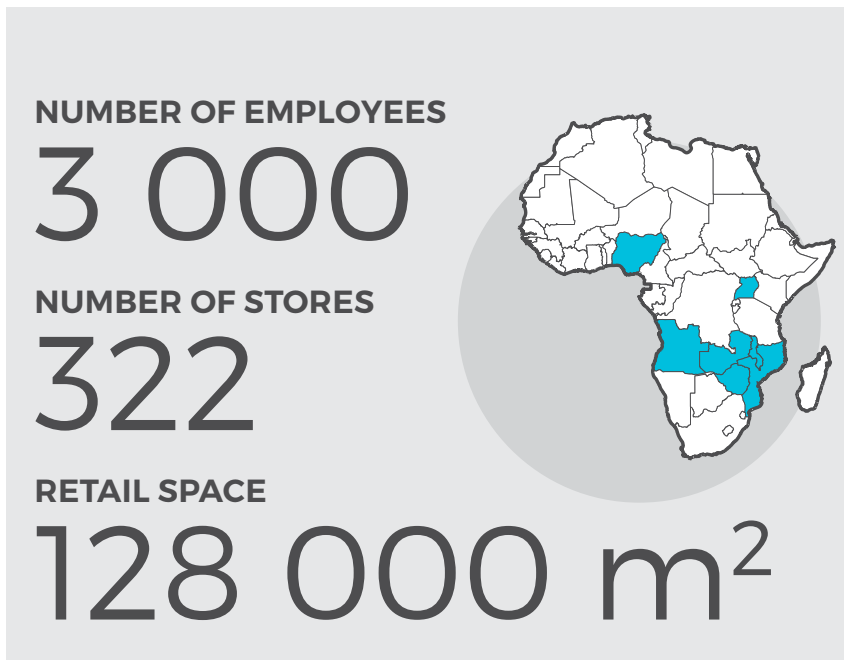 NUMBER OF EMPLOYEES
3 000
NUMBER OF STORES
322
RETAIL SPACE
128 000 m²